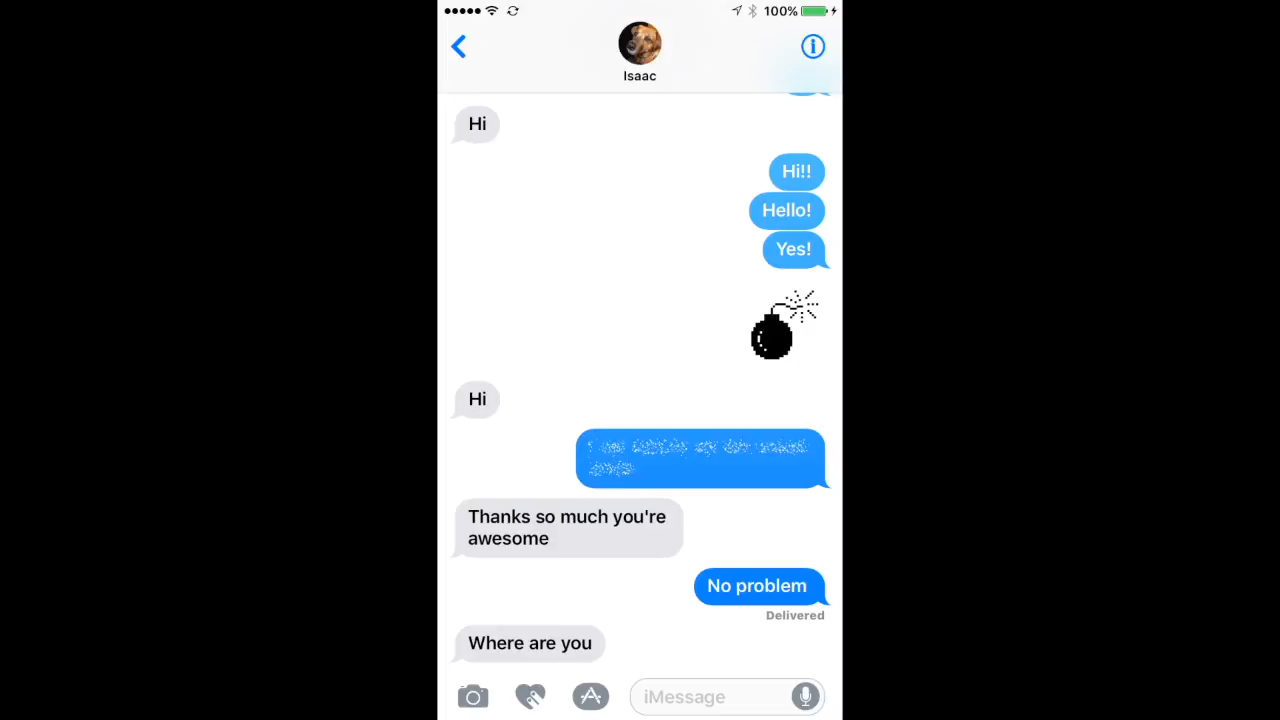 100%
Isaac
Hi
Hi!!
Hello!
Yes!
Hi
Thanks so much you're
awesome
No problem
Delivered
Where are you
iMessage